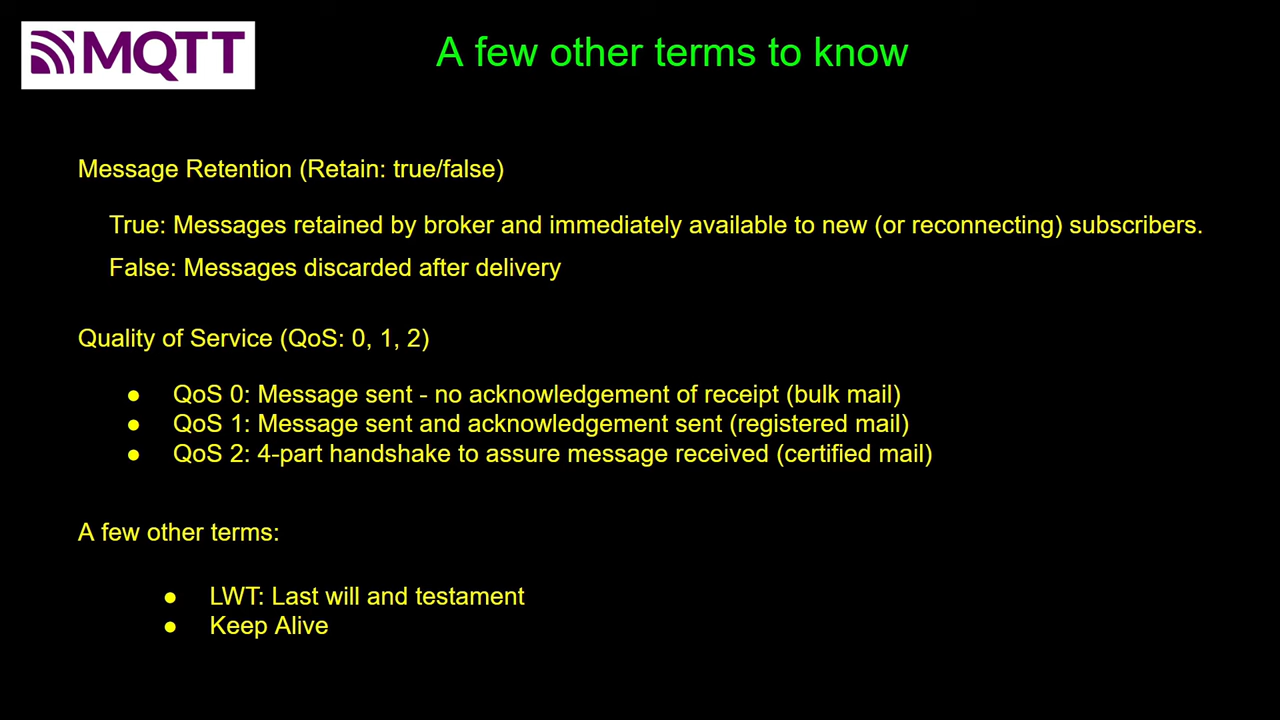 MQTT
A few other terms to know
Message Retention (Retain: true/false)
True: Messages retained by broker and immediately available to new (or reconnecting) subscribers.
False: Messages discarded after delivery
Quality of Service (QoS: 0, 1, 2)
● QoS 0: Message sent - no acknowledgement of receipt (bulk mail)
● QoS 1: Message sent and acknowledgement sent (registered mail)
● QoS 2: 4-part handshake to assure message received (certified mail)
A few other terms:
● LWT: Last will and testament
● Keep Alive